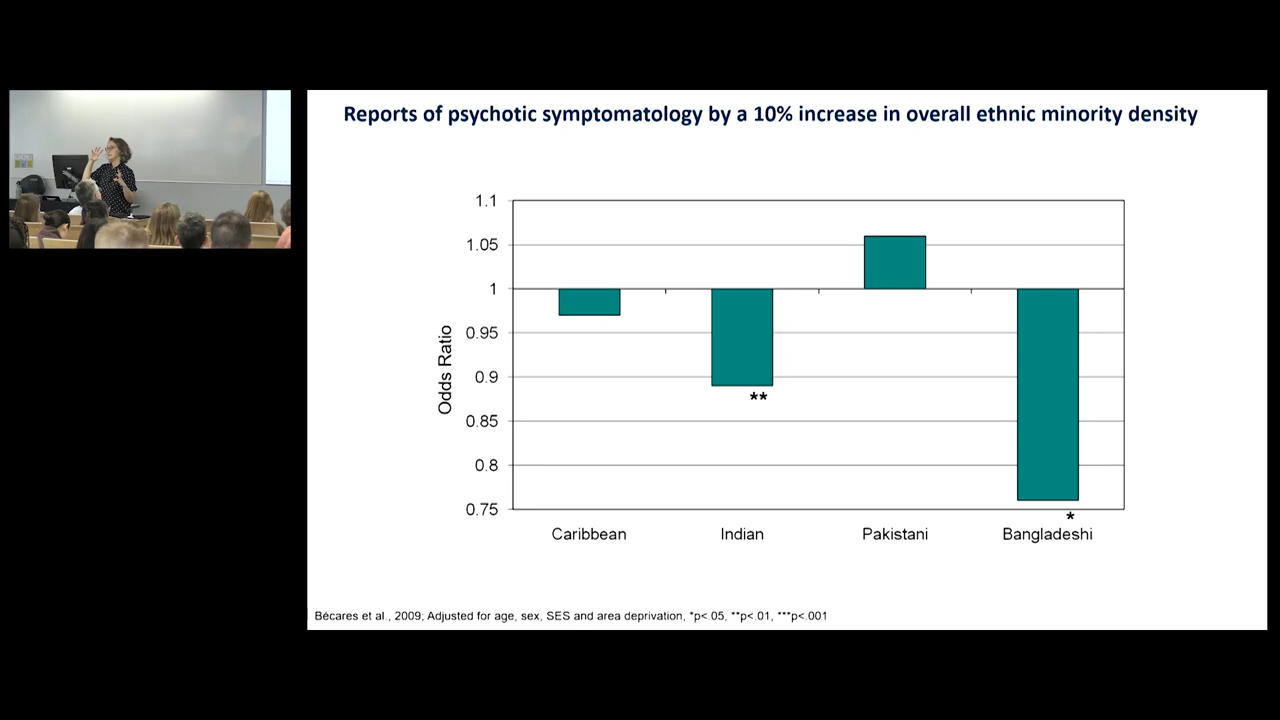 Reports of psychotic symptomatology by a 10% increase in overall ethnic minority density
1.1
1.05
1
0.95
0.9
0.85
0.8
0.75
Odds Ratio
**
*
Caribbean
Indian
Pakistani
Bangladeshi
Bécares et al., 2009; Adjusted for age, sex, SES and area deprivation, *p<.05, **p<.01, ***p<.001